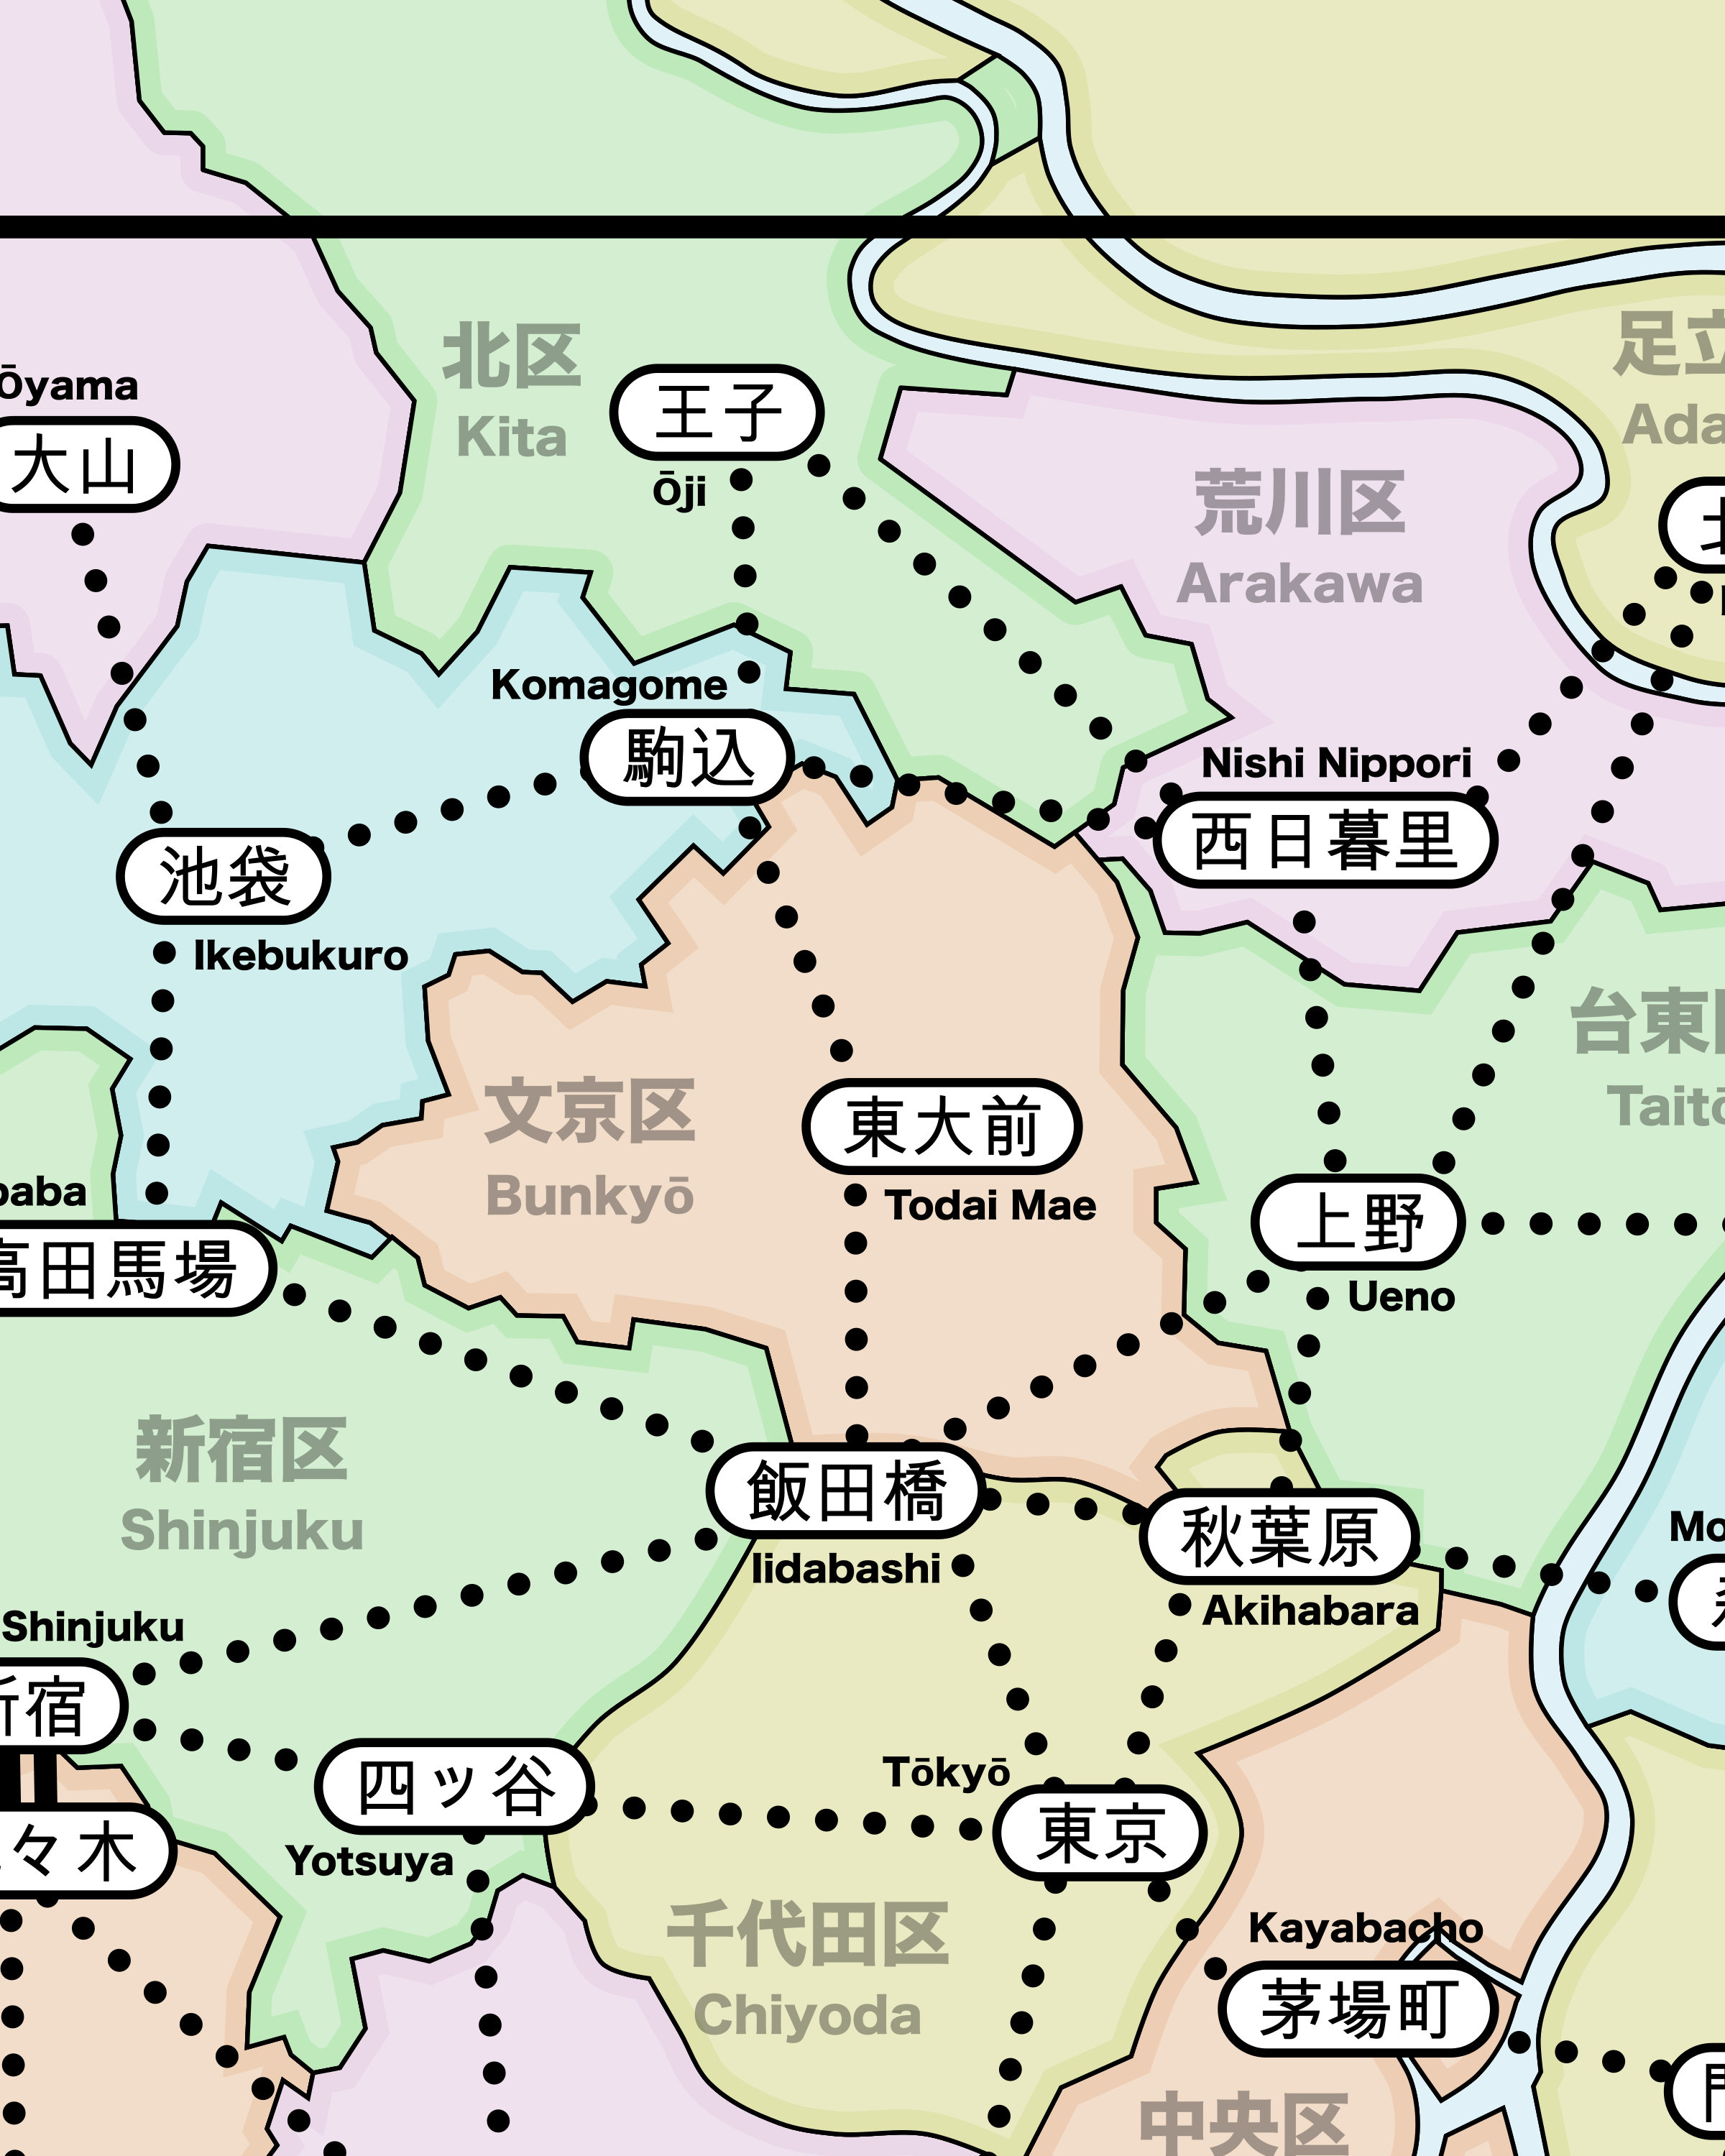 北区
Kita
足立
Ada
Ōyama
大山
王子
Ōji
荒川区
Arakawa
北
Komagome
駒込
Nishi Nippori
西日暮里
池袋
Ikebukuro
台東
Taitō
文京区
Bunkyō
東大前
Todai Mae
baba
高田馬場
上野
Ueno
新宿区
Shinjuku
飯田橋
Iidabashi
秋葉原
Akihabara
Mo
Shinjuku
新宿
四ツ谷
Yotsuya
Tōkyō
東京
々木
千代田区
Chiyoda
Kayabacho
茅場町
門
中央区